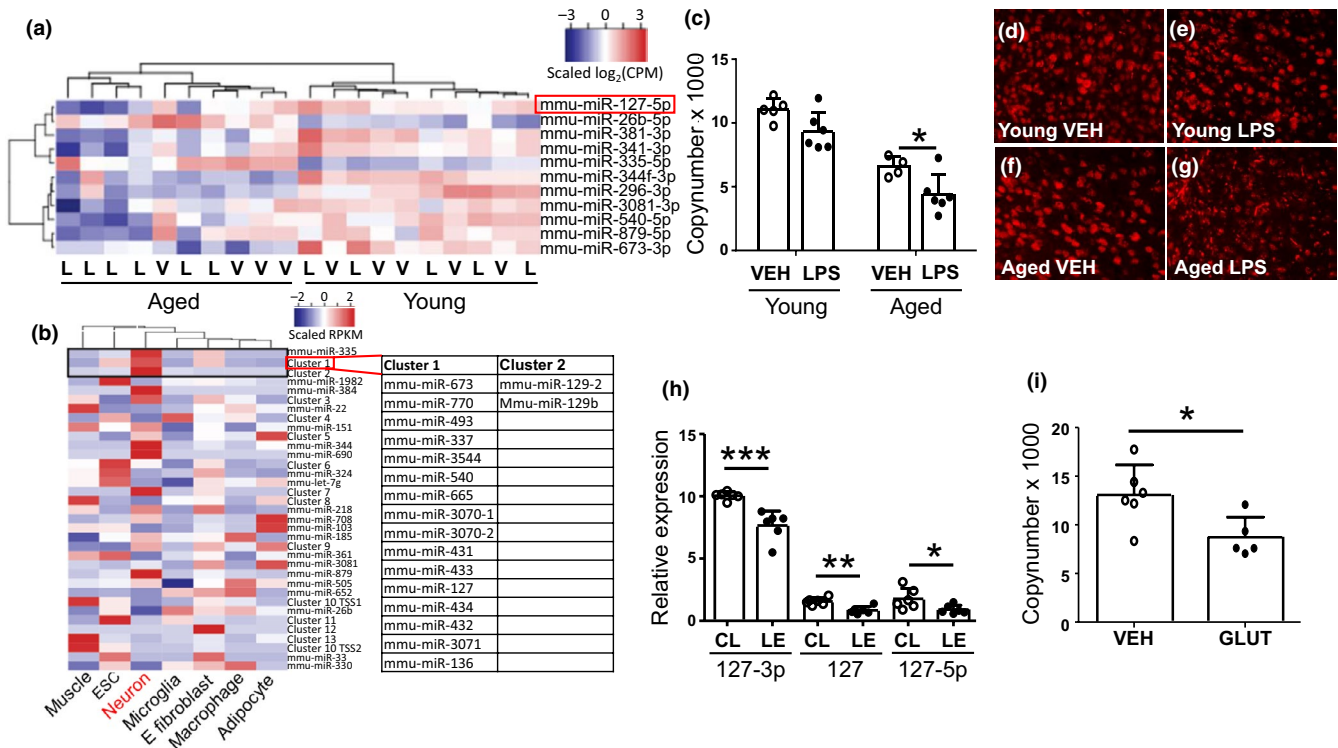 (a)
−3 0 3
Scaled log2(CPM)
mmu-miR-127-5p
mmu-miR-26b-5p
mmu-miR-381-3p
mmu-miR-341-3p
mmu-miR-335-5p
mmu-miR-344f-3p
mmu-miR-296-3p
mmu-miR-3081-3p
mmu-miR-540-5p
mmu-miR-879-5p
mmu-miR-673-3p
L L L L V L L V V V L V L V V L V L V L
Aged Young
(b)
−2 0 2
Scaled RPKM
mmu-miR-335
Cluster 1
Cluster 2
mmu-miR-1982
mmu-miR-384
Cluster 3
mmu-miR-22
Cluster 4
mmu-miR-151
Cluster 5
mmu-miR-344
mmu-miR-690
Cluster 6
mmu-miR-324
mmu-let-7g
Cluster 7
Cluster 8
mmu-miR-218
mmu-miR-708
mmu-miR-103
mmu-miR-185
Cluster 9
mmu-miR-361
mmu-miR-3081
mmu-miR-879
mmu-miR-505
mmu-miR-652
Cluster 10 TSS1
mmu-miR-26b
Cluster 11
Cluster 12
Cluster 13
Cluster 10 TSS2
mmu-miR-33
mmu-miR-330
Muscle
ESC
Neuron
Microglia
E fibroblast
Macrophage
Adipocyte
Cluster 1 Cluster 2
mmu-miR-673 mmu-miR-129-2
mmu-miR-770 Mmu-miR-129b
mmu-miR-493
mmu-miR-337
mmu-miR-3544
mmu-miR-540
mmu-miR-665
mmu-miR-3070-1
mmu-miR-3070-2
mmu-miR-431
mmu-miR-433
mmu-miR-127
mmu-miR-434
mmu-miR-432
mmu-miR-3071
mmu-miR-136
(c)
Copynumber x 1000
15
10
5
0
*
VEH LPS VEH LPS
Young Aged
(d)
Young VEH
(e)
Young LPS
(f)
Aged VEH
(g)
Aged LPS
(h)
Relative expression
15
10
5
0
*** ** *
CL LE CL LE CL LE
127-3p 127 127-5p
(i)
Copynumber x 1000
20
15
10
5
0
*
VEH GLUT